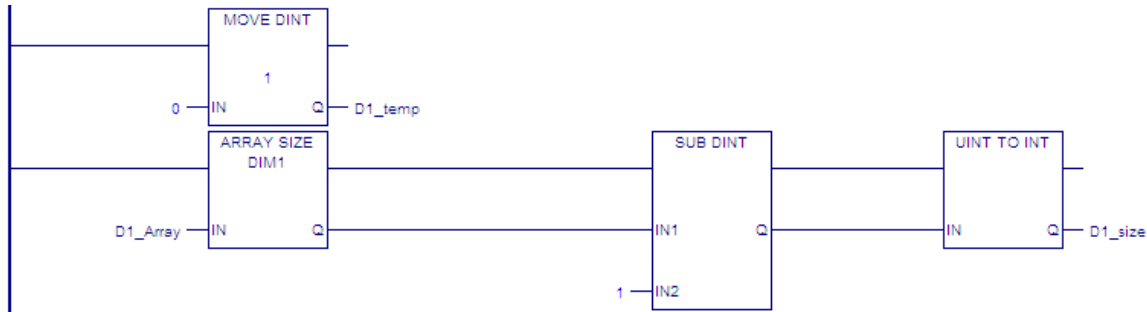 MOVE DINT
1
0 IN Q D1_temp
ARRAY SIZE
DIM1
SUB DINT
UINT TO INT
D1_Array IN Q
IN1 Q
IN Q D1_size
1 IN2